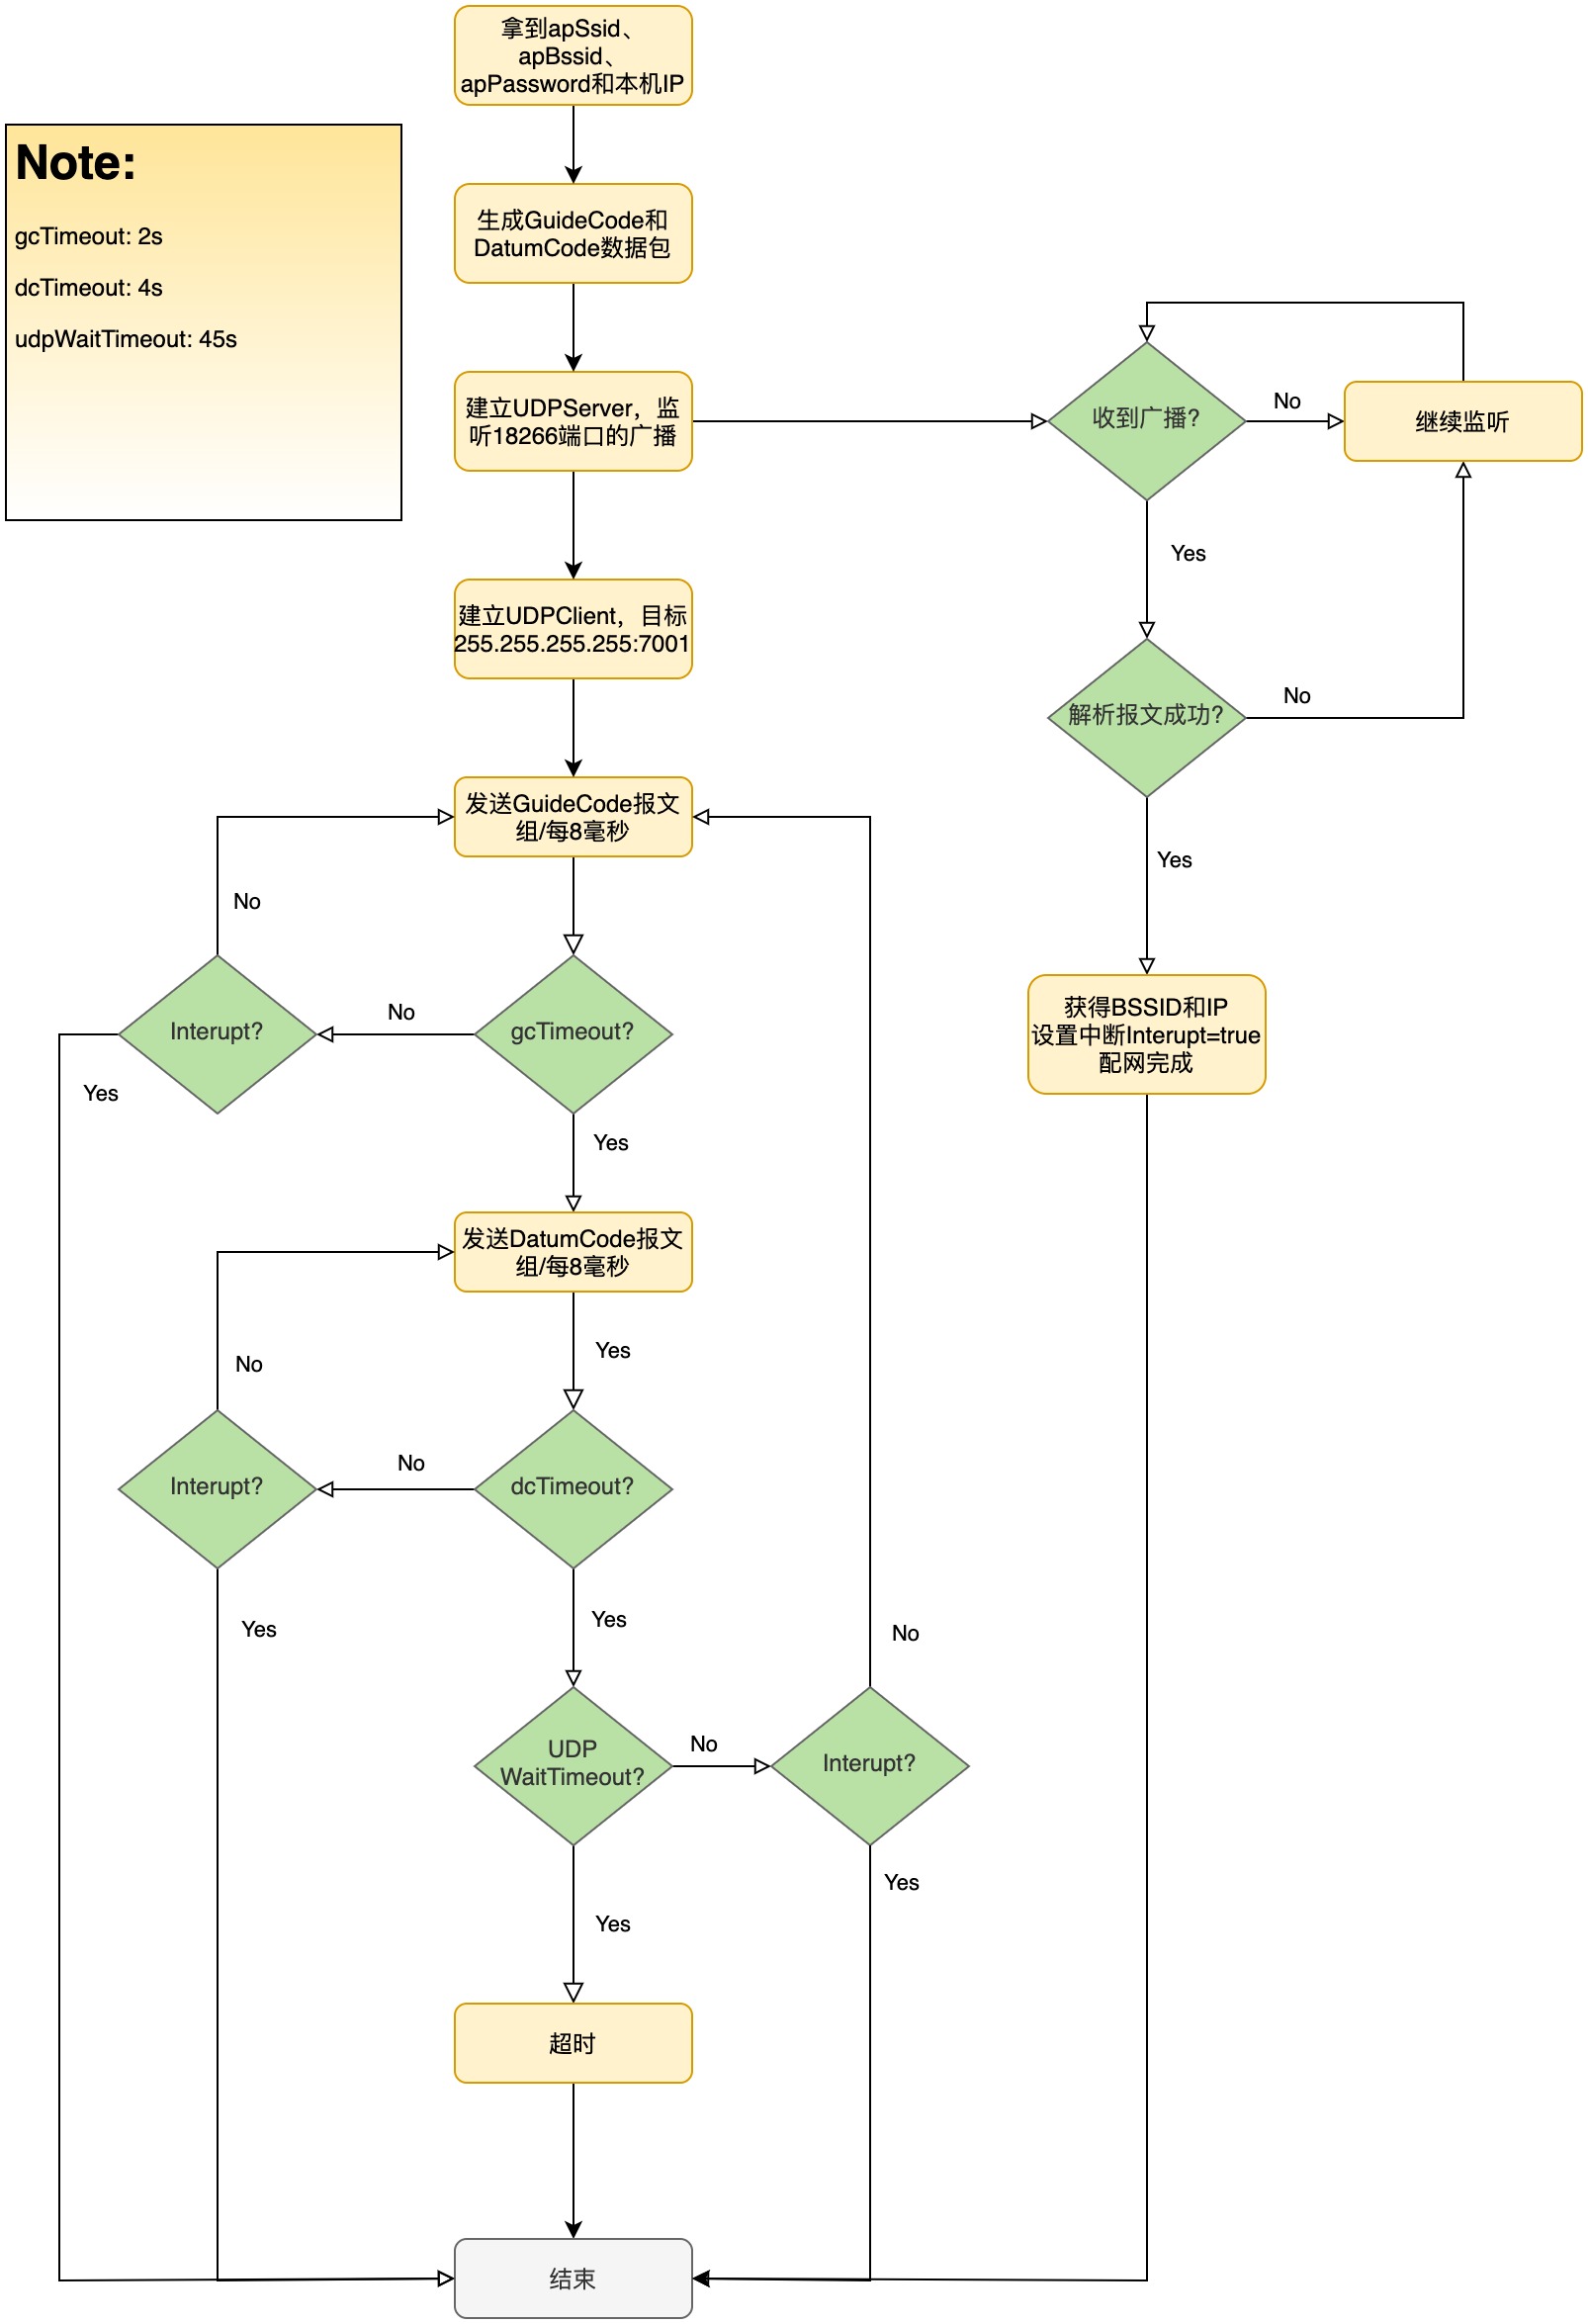 拿到apSsid、
apBssid、
apPassword和本机IP
Note:
gcTimeout: 2s
dcTimeout: 4s
udpWaitTimeout: 45s
生成GuideCode和
DatumCode数据包
建立UDPServer，监
听18266端口的广播
收到广播?
No
继续监听
Yes
建立UDPClient，目标
255.255.255.255:7001
解析报文成功?
No
发送GuideCode报文
组/每8毫秒
Yes
No
Interupt?
No
gcTimeout?
获得BSSID和IP
设置中断Interupt=true
配网完成
Yes
Yes
发送DatumCode报文
组/每8毫秒
Yes
No
Interupt?
No
dcTimeout?
Yes
Yes
No
UDP
WaitTimeout?
No
Interupt?
Yes
Yes
超时
结束